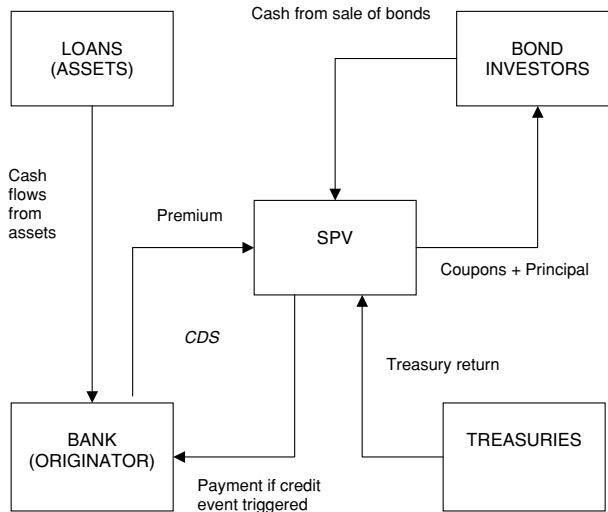 Cash from sale of bonds
LOANS
(ASSETS)
BOND
INVESTORS
Cash
flows
from
assets
Premium
SPV
Coupons + Principal
CDS
Treasury return
BANK
(ORIGINATOR)
TREASURIES
Payment if credit
event triggered